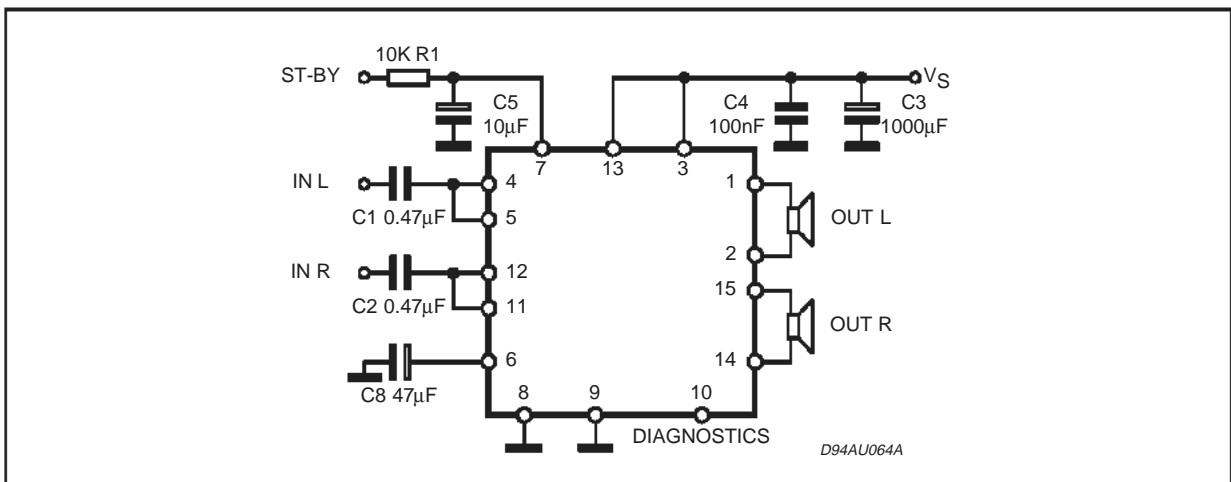 10K R1
ST-BY
VS
C5
10µF
C4
100nF
C3
1000µF
7
13
3
IN L
4
1
C1 0.47µF
5
OUT L
2
IN R
12
15
C2 0.47µF
11
OUT R
6
14
C8 47µF
8
9
10
DIAGNOSTICS
D94AU064A